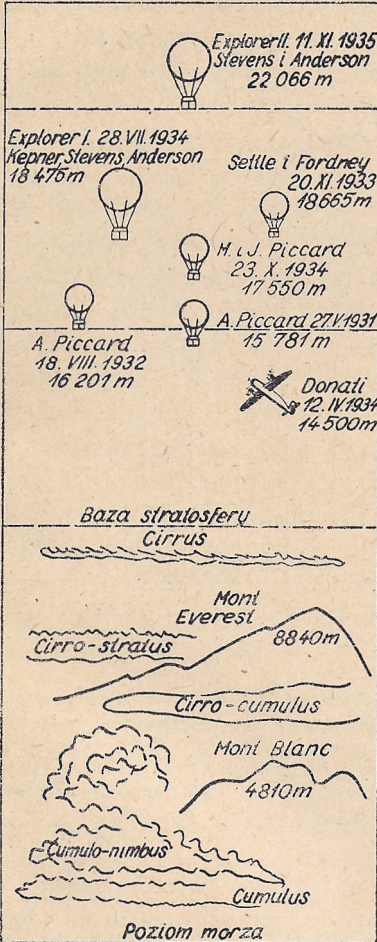 Explorer II. 11. XI. 1935
Stevens i Anderson
22 066 m
Explorer I. 28. VII. 1934
Kepner, Stevens, Anderson
18 475 m
Settle i Fordney
20. XI. 1933
18 665 m
M. i J. Piccard
23. X. 1934
17 550 m
A. Piccard
18. VIII. 1932
16 201 m
A. Piccard 27. V. 1931
15 781 m
Donati
12. IV. 1934
14 500 m
Baza stratosfery
Cirrus
Mont
Everest
8840 m
Cirro-stratus
Cirro-cumulus
Mont Blanc
4810 m
Cumulo-nimbus
Cumulus
Poziom morza